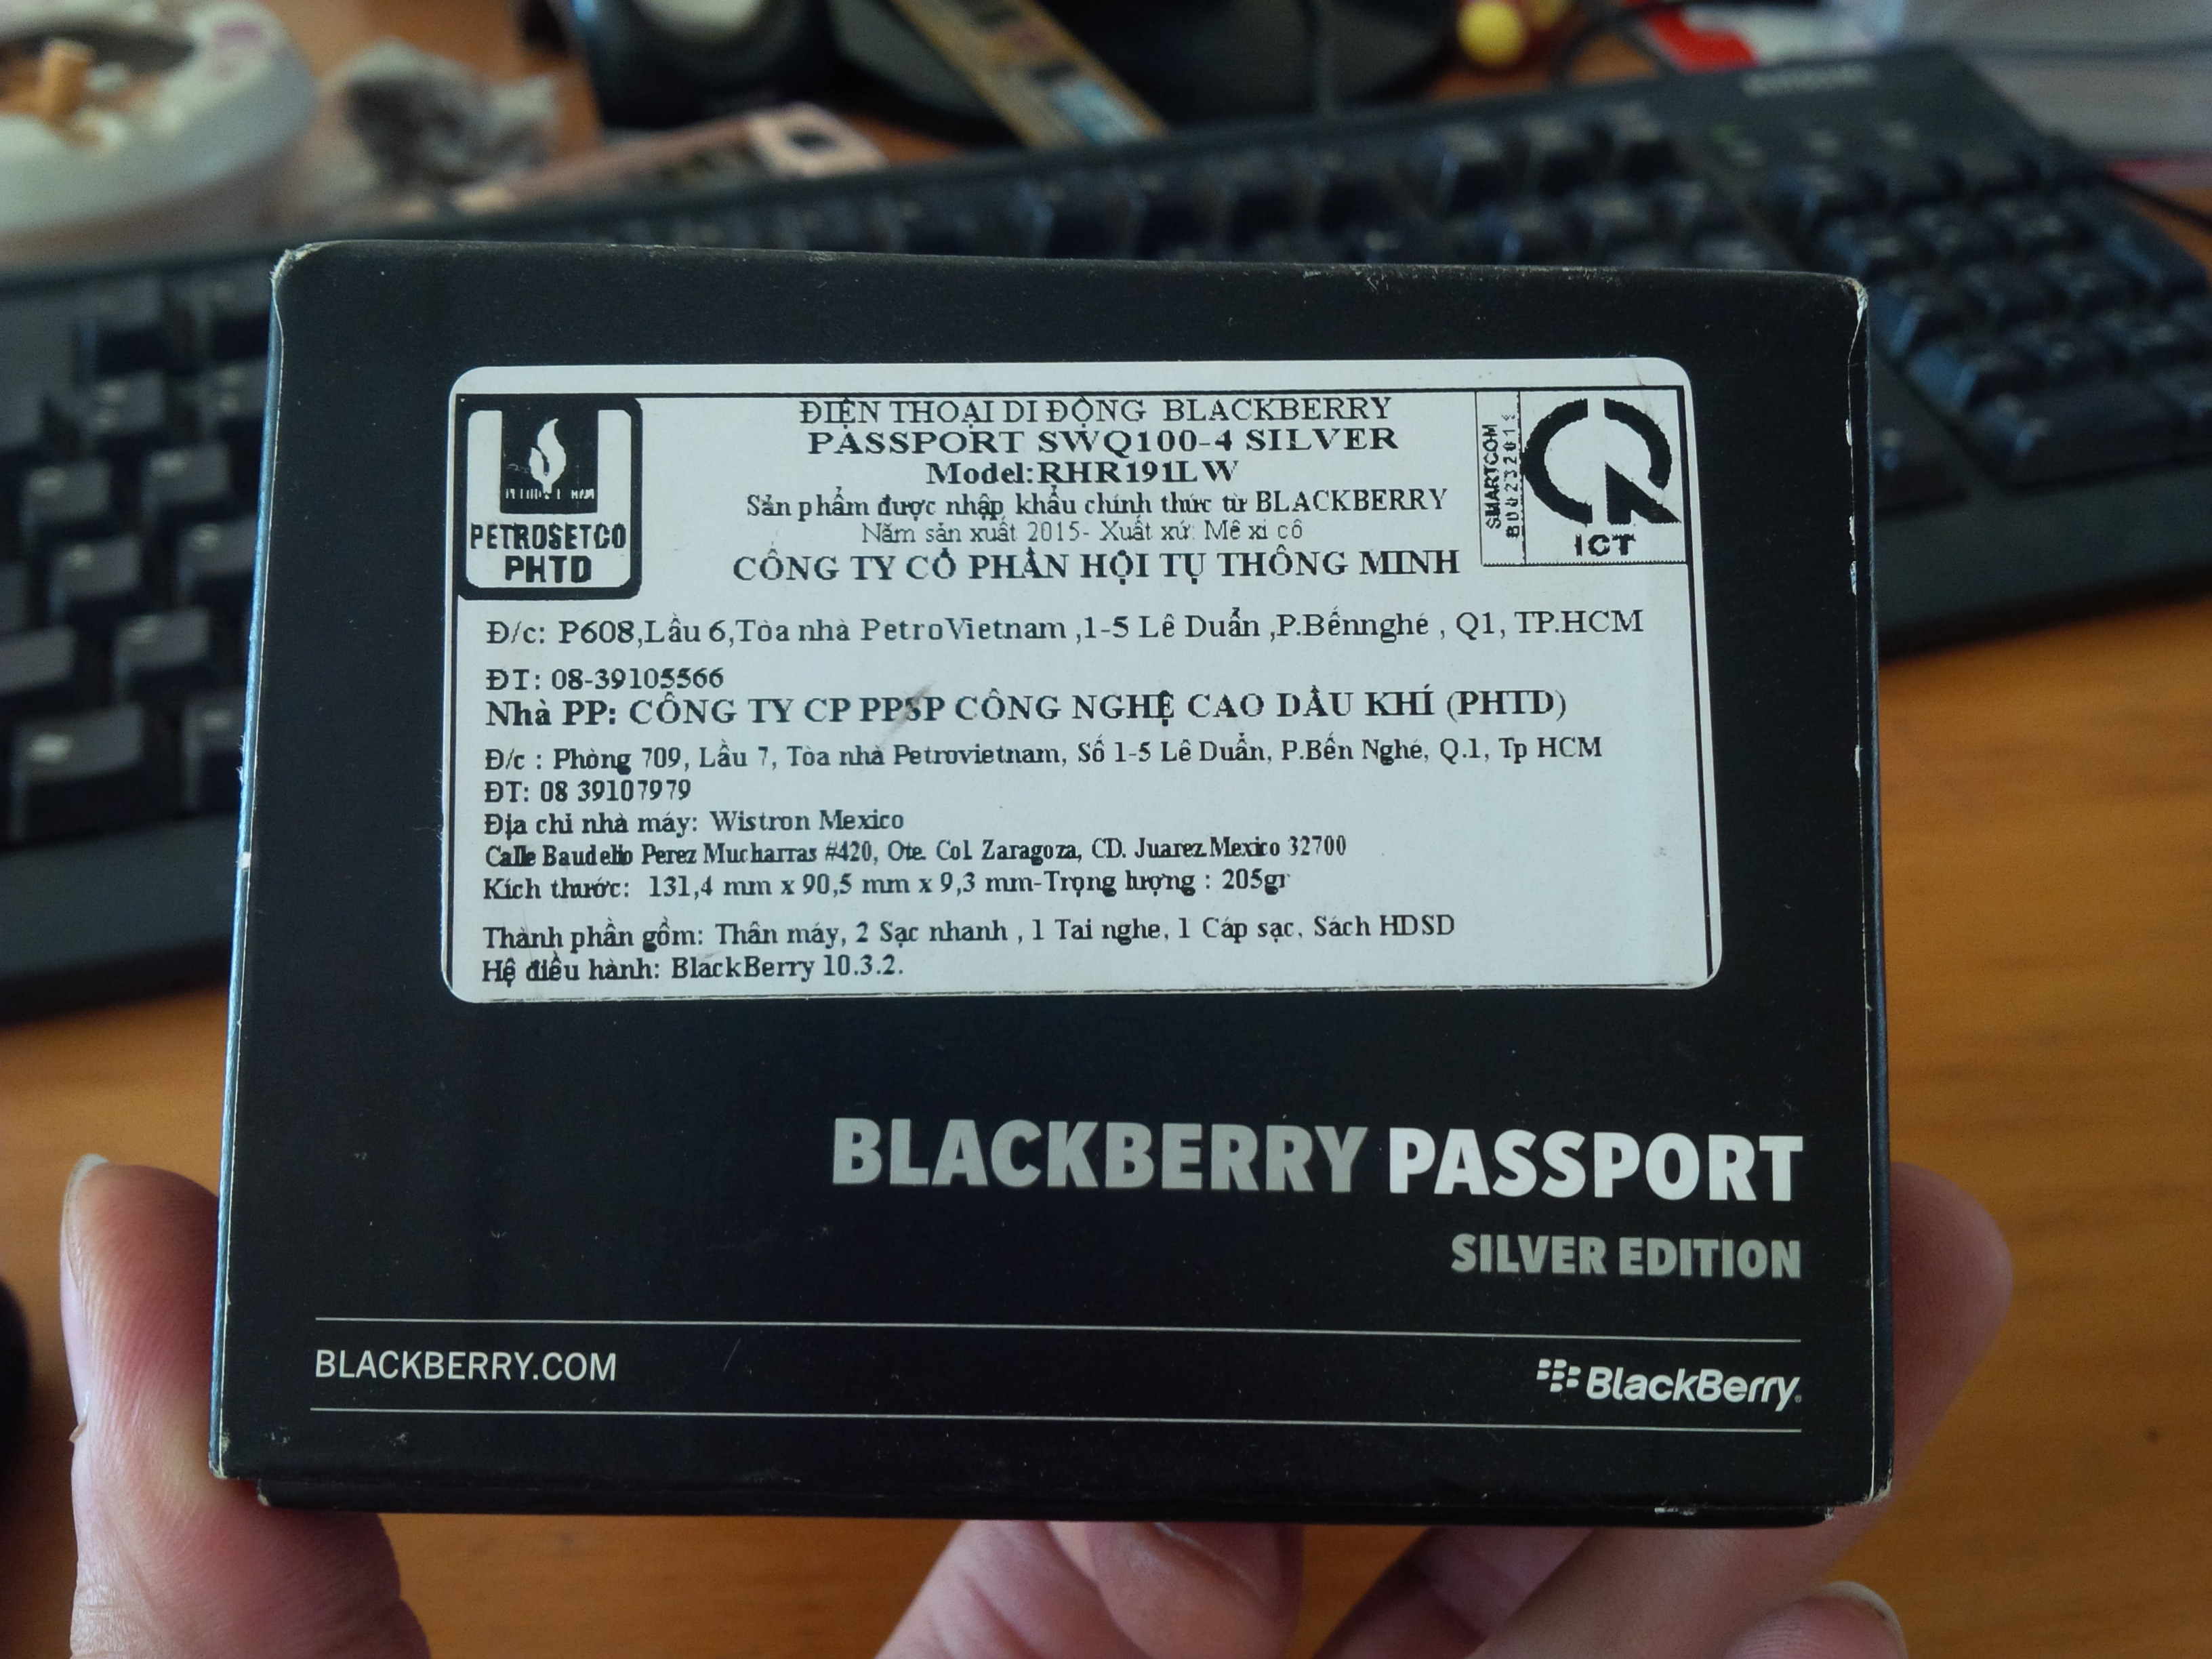 ĐIỆN THOẠI DI ĐỘNG BLACKBERRY
PASSPORT SWQ100-4 SILVER
Model:RHR191LW
Sản phẩm được nhập khẩu chính thức từ BLACKBERRY
Năm sản xuất 2015- Xuất xứ: Mê xi cô
CÔNG TY CỔ PHẦN HỘI TỤ THÔNG MINH
PETROSETCO
PHTD
SMARTCOM
ICT
Đ/c: P608,Lầu 6,Tòa nhà PetroVietnam ,1-5 Lê Duẩn ,P.Bếnnghé , Q1, TP.HCM
ĐT: 08-39105566
Nhà PP: CÔNG TY CP PPSP CÔNG NGHỆ CAO DẦU KHÍ (PHTD)
Đ/c : Phòng 709, Lầu 7, Tòa nhà Petrovietnam, Số 1-5 Lê Duẩn, P.Bến Nghé, Q.1, Tp HCM
ĐT: 08 39107979
Địa chỉ nhà máy: Wistron Mexico
Calle Baudelio Perez Mucharras #420, Ote. Col. Zaragoza, CD. Juarez.Mexico 32700
Kích thước: 131,4 mm x 90,5 mm x 9,3 mm-Trọng lượng : 205gr
Thành phần gồm: Thân máy, 2 Sạc nhanh , 1 Tai nghe, 1 Cáp sạc, Sách HDSD
Hệ điều hành: BlackBerry 10.3.2.
BLACKBERRY PASSPORT
SILVER EDITION
BLACKBERRY.COM
BlackBerry